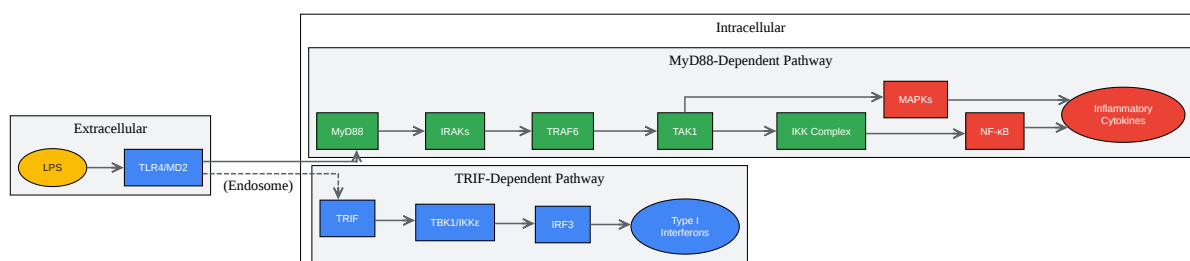 Intracellular
MyD88-Dependent Pathway
MAPKs
Inflammatory
Cytokines
MyD88
IRAKs
TRAF6
TAK1
IKK Complex
NF-κB
Extracellular
LPS
TLR4/MD2
(Endosome)
TRIF-Dependent Pathway
TRIF
TBK1/IKKε
IRF3
Type I
Interferons